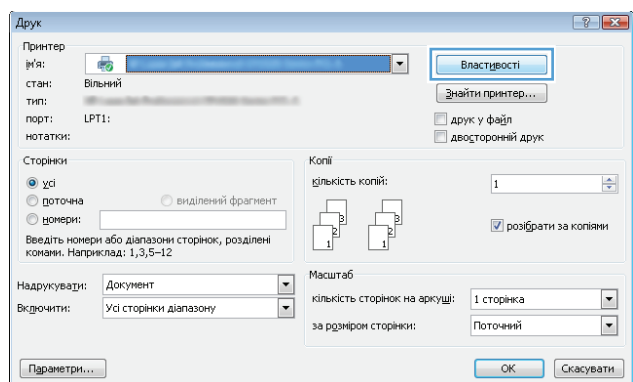 Друк
Принтер
ім'я:
Властивості
стан: Вільний
Знайти принтер...
тип:
порт: LPT1:
друк у файл
нотатки:
двосторонній друк
Сторінки
усі
поточна
виділений фрагмент
номери:
Введіть номери або діапазони сторінок, розділені
комами. Наприклад: 1,3,5–12
Копії
кількість копій: 1
розібрати за копіями
Надрукувати: Документ
Включити: Усі сторінки діапазону
Масштаб
кількість сторінок на аркуші: 1 сторінка
за розміром сторінки: Поточний
Параметри...
ОК
Скасувати